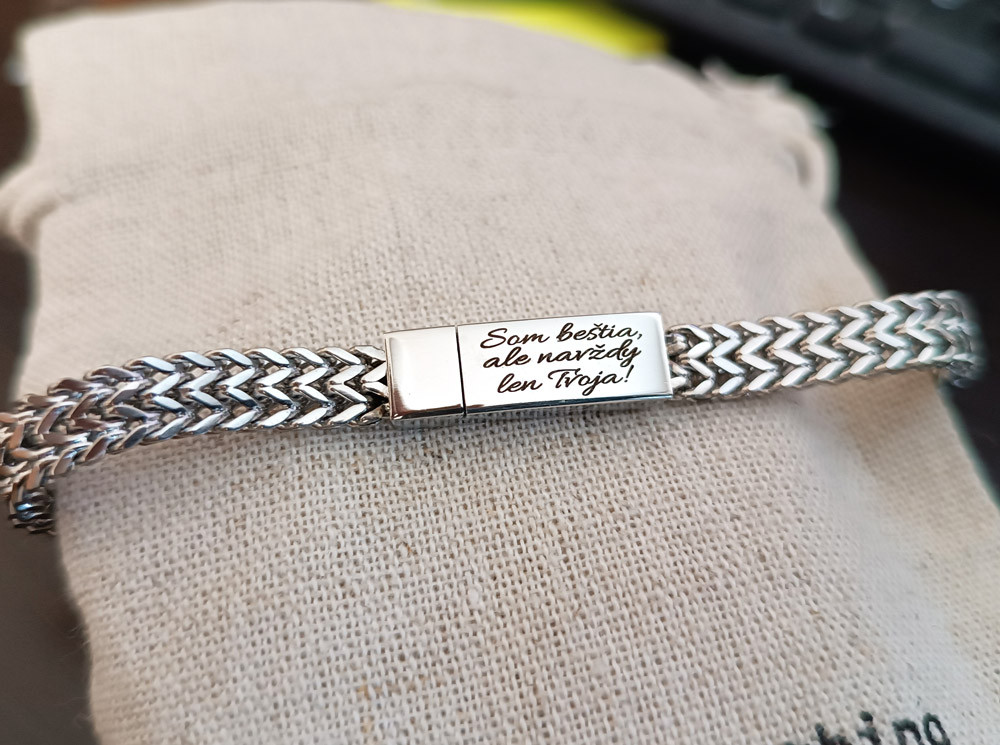 Som beštia,
ale navždy
len Tvoja!